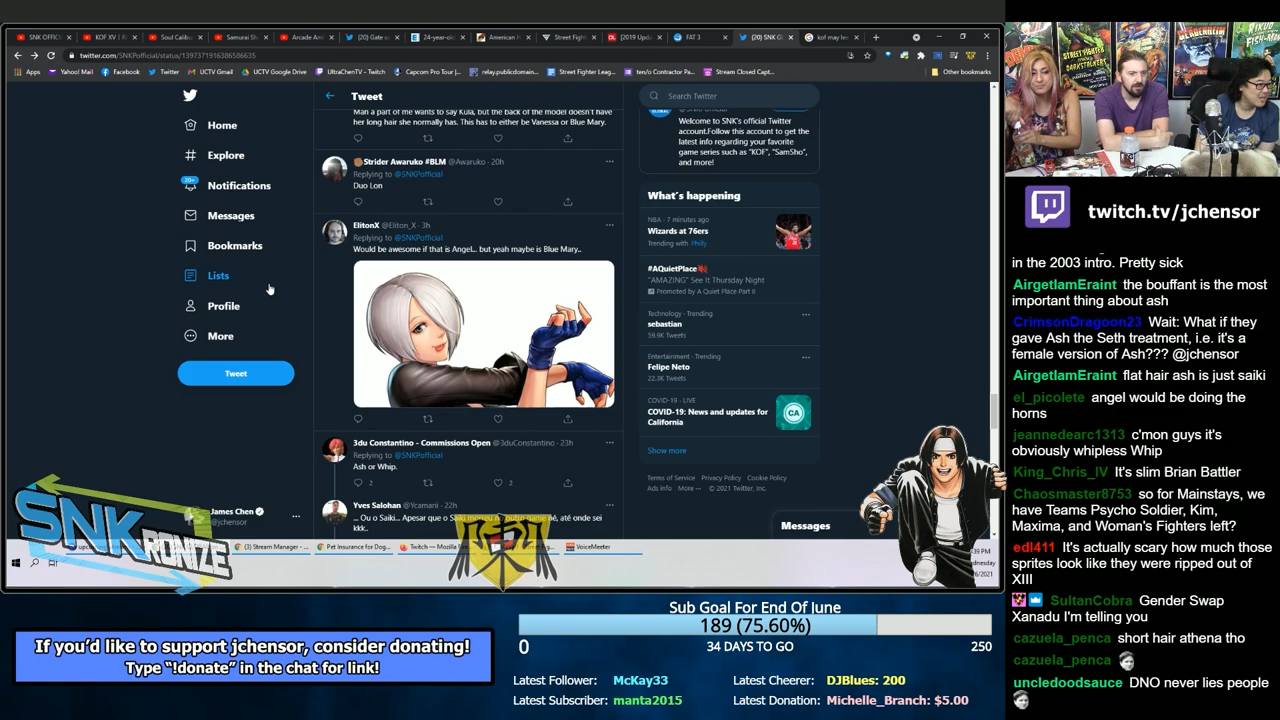 SNK OFFIC
KOF XV | R
Soul Calibu
Samurai Sh
Arcade Ami
(20) Gate o
24-year-old
American H
Street Fight
[2019 Upda
FAT 3
(20) SNK G
kof may lee
twitter.com/SNKPofficial/status/1397371916386586635
Apps
Yahoo! Mail
Facebook
Twitter
UCTV Gmail
UCTV Google Drive
UltraChenTV - Twitch
Capcom Pro Tour |...
relay.publicdomain...
Street Fighter Leag...
ten/o Contractor Pa...
Stream Closed Capt...
Other bookmarks
Home
Explore
20+
Notifications
Messages
Bookmarks
Lists
Profile
More
Tweet
James Chen
@jchensor
Tweet
Man a part of me wants to say Kula, but the back of the model doesn't have
her long hair she normally has. This has to either be Vanessa or Blue Mary.
Strider Awaruko #BLM @Awaruko · 20h
Replying to @SNKPofficial
Duo Lon
ElitonX @Eliton_X · 3h
Replying to @SNKPofficial
Would be awesome if that is Angel... but yeah maybe is Blue Mary..
3du Constantino - Commissions Open @3duConstantino · 23h
Replying to @SNKPofficial
Ash or Whip.
2
2
Yves Salohan @Ycamarii · 22h
... Ou o Saiki... Apesar que o Saiki morreu no outro game né, até onde sei
kkk..
Search Twitter
Welcome to SNK's official Twitter
account.Follow this account to get the
latest info regarding your favorite
game series such as "KOF", "SamSho",
and more!
What's happening
NBA · 7 minutes ago
Wizards at 76ers
Trending with Philly
#AQuietPlace
"AMAZING" See It Thursday Night
Promoted by A Quiet Place Part II
Technology · Trending
sebastian
59.9K Tweets
Entertainment · Trending
Felipe Neto
22.3K Tweets
COVID-19 · LIVE
COVID-19: News and updates for
California
CA
Show more
Terms of Service Privacy Policy Cookie Policy
Ads info More ··· © 2021 Twitter, Inc.
Messages
(3) Stream Manager - ...
Pet Insurance for Dog...
Twitch — Mozilla
VoiceMeeter
SNK
RONIZE
twitch.tv/jchensor
in the 2003 intro. Pretty sick
AirgetlamEraint the bouffant is the most
important thing about ash
CrimsonDragoon23 Wait: What if they
gave Ash the Seth treatment, i.e. it's a
female version of Ash??? @jchensor
AirgetlamEraint flat hair ash is just saiki
el_picolete angel would be doing the
horns
jeannedearc1313 c'mon guys it's
obviously whipless Whip
King_Chris_IV It's slim Brian Battler
Chaosmaster8753 so for Mainstays, we
have Teams Psycho Soldier, Kim,
Maxima, and Woman's Fighters left?
edl411 It's actually scary how much those
sprites look like they were ripped out of
XIII
SultanCobra Gender Swap
Xanadu I'm telling you
cazuela_penca short hair athena tho
cazuela_penca
uncledoodsauce DNO never lies people
If you'd like to support jchensor, consider donating!
Type "!donate" in the chat for link!
Sub Goal For End Of June
189 (75.60%)
0
34 DAYS TO GO
250
Latest Follower: McKay33
Latest Cheerer: DJBlues: 200
Latest Subscriber: manta2015
Latest Donation: Michelle_Branch: $5.00